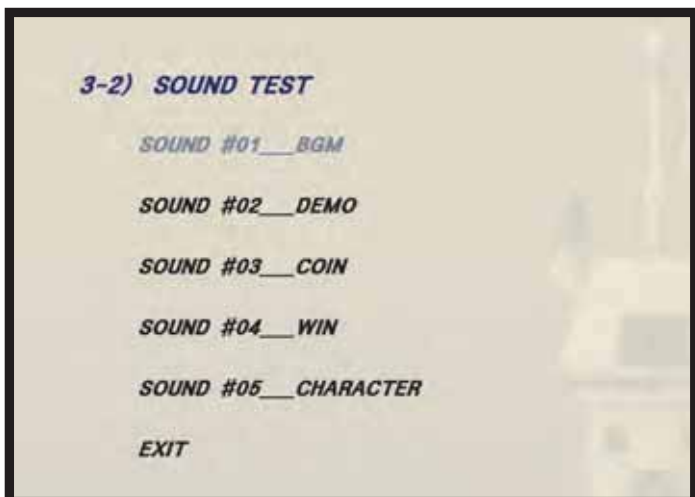 3-2) SOUND TEST
SOUND #01___BGM
SOUND #02___DEMO
SOUND #03___COIN
SOUND #04___WIN
SOUND #05___CHARACTER
EXIT